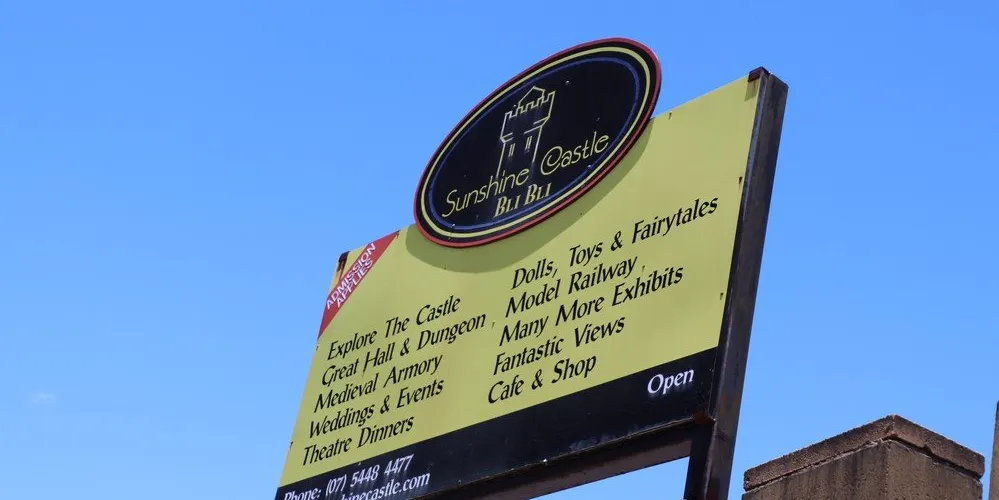 Sunshine Castle
BLI BLI
ADMISSION
APPLIES
Explore The Castle
Great Hall & Dungeon
Medieval Armory
Weddings & Events
Theatre Dinners
Dolls, Toys & Fairytales
Model Railway
Many More Exhibits
Fantastic Views
Cafe & Shop
Open
Phone: (07) 5448 4477